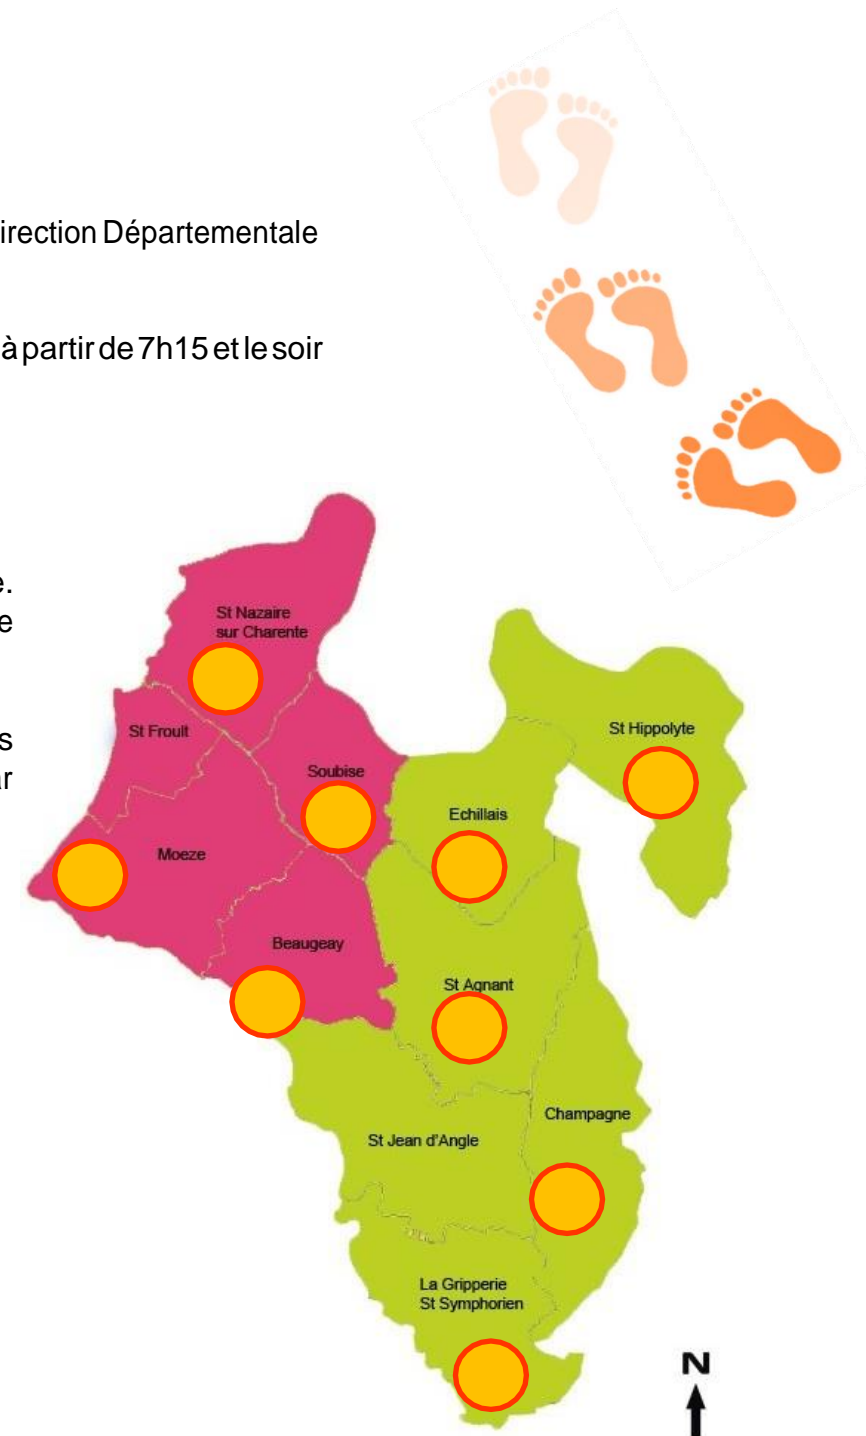 irection Départementale
à partir de 7h15 et le soir
e.
e
s
ar
St Nazaire
sur Charente
St Froult
Soubise
Moeze
Beaugeay
St Hippolyte
Echillais
St Agnant
Champagne
St Jean d'Angle
La Gripperie
St Symphorien
N